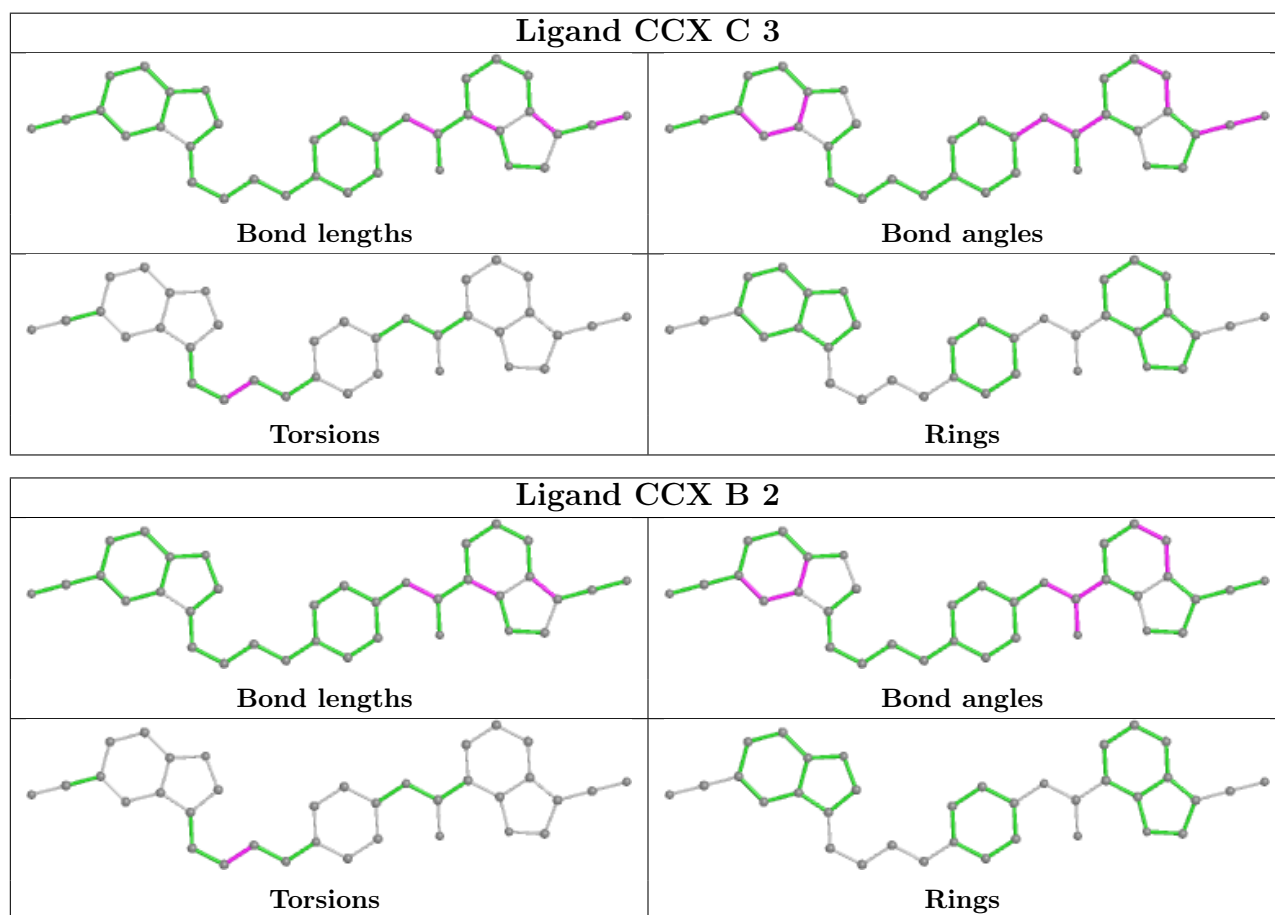 Ligand CCX C 3
Bond lengths
Bond angles
Torsions
Rings
Ligand CCX B 2
Bond lengths
Bond angles
Torsions
Rings